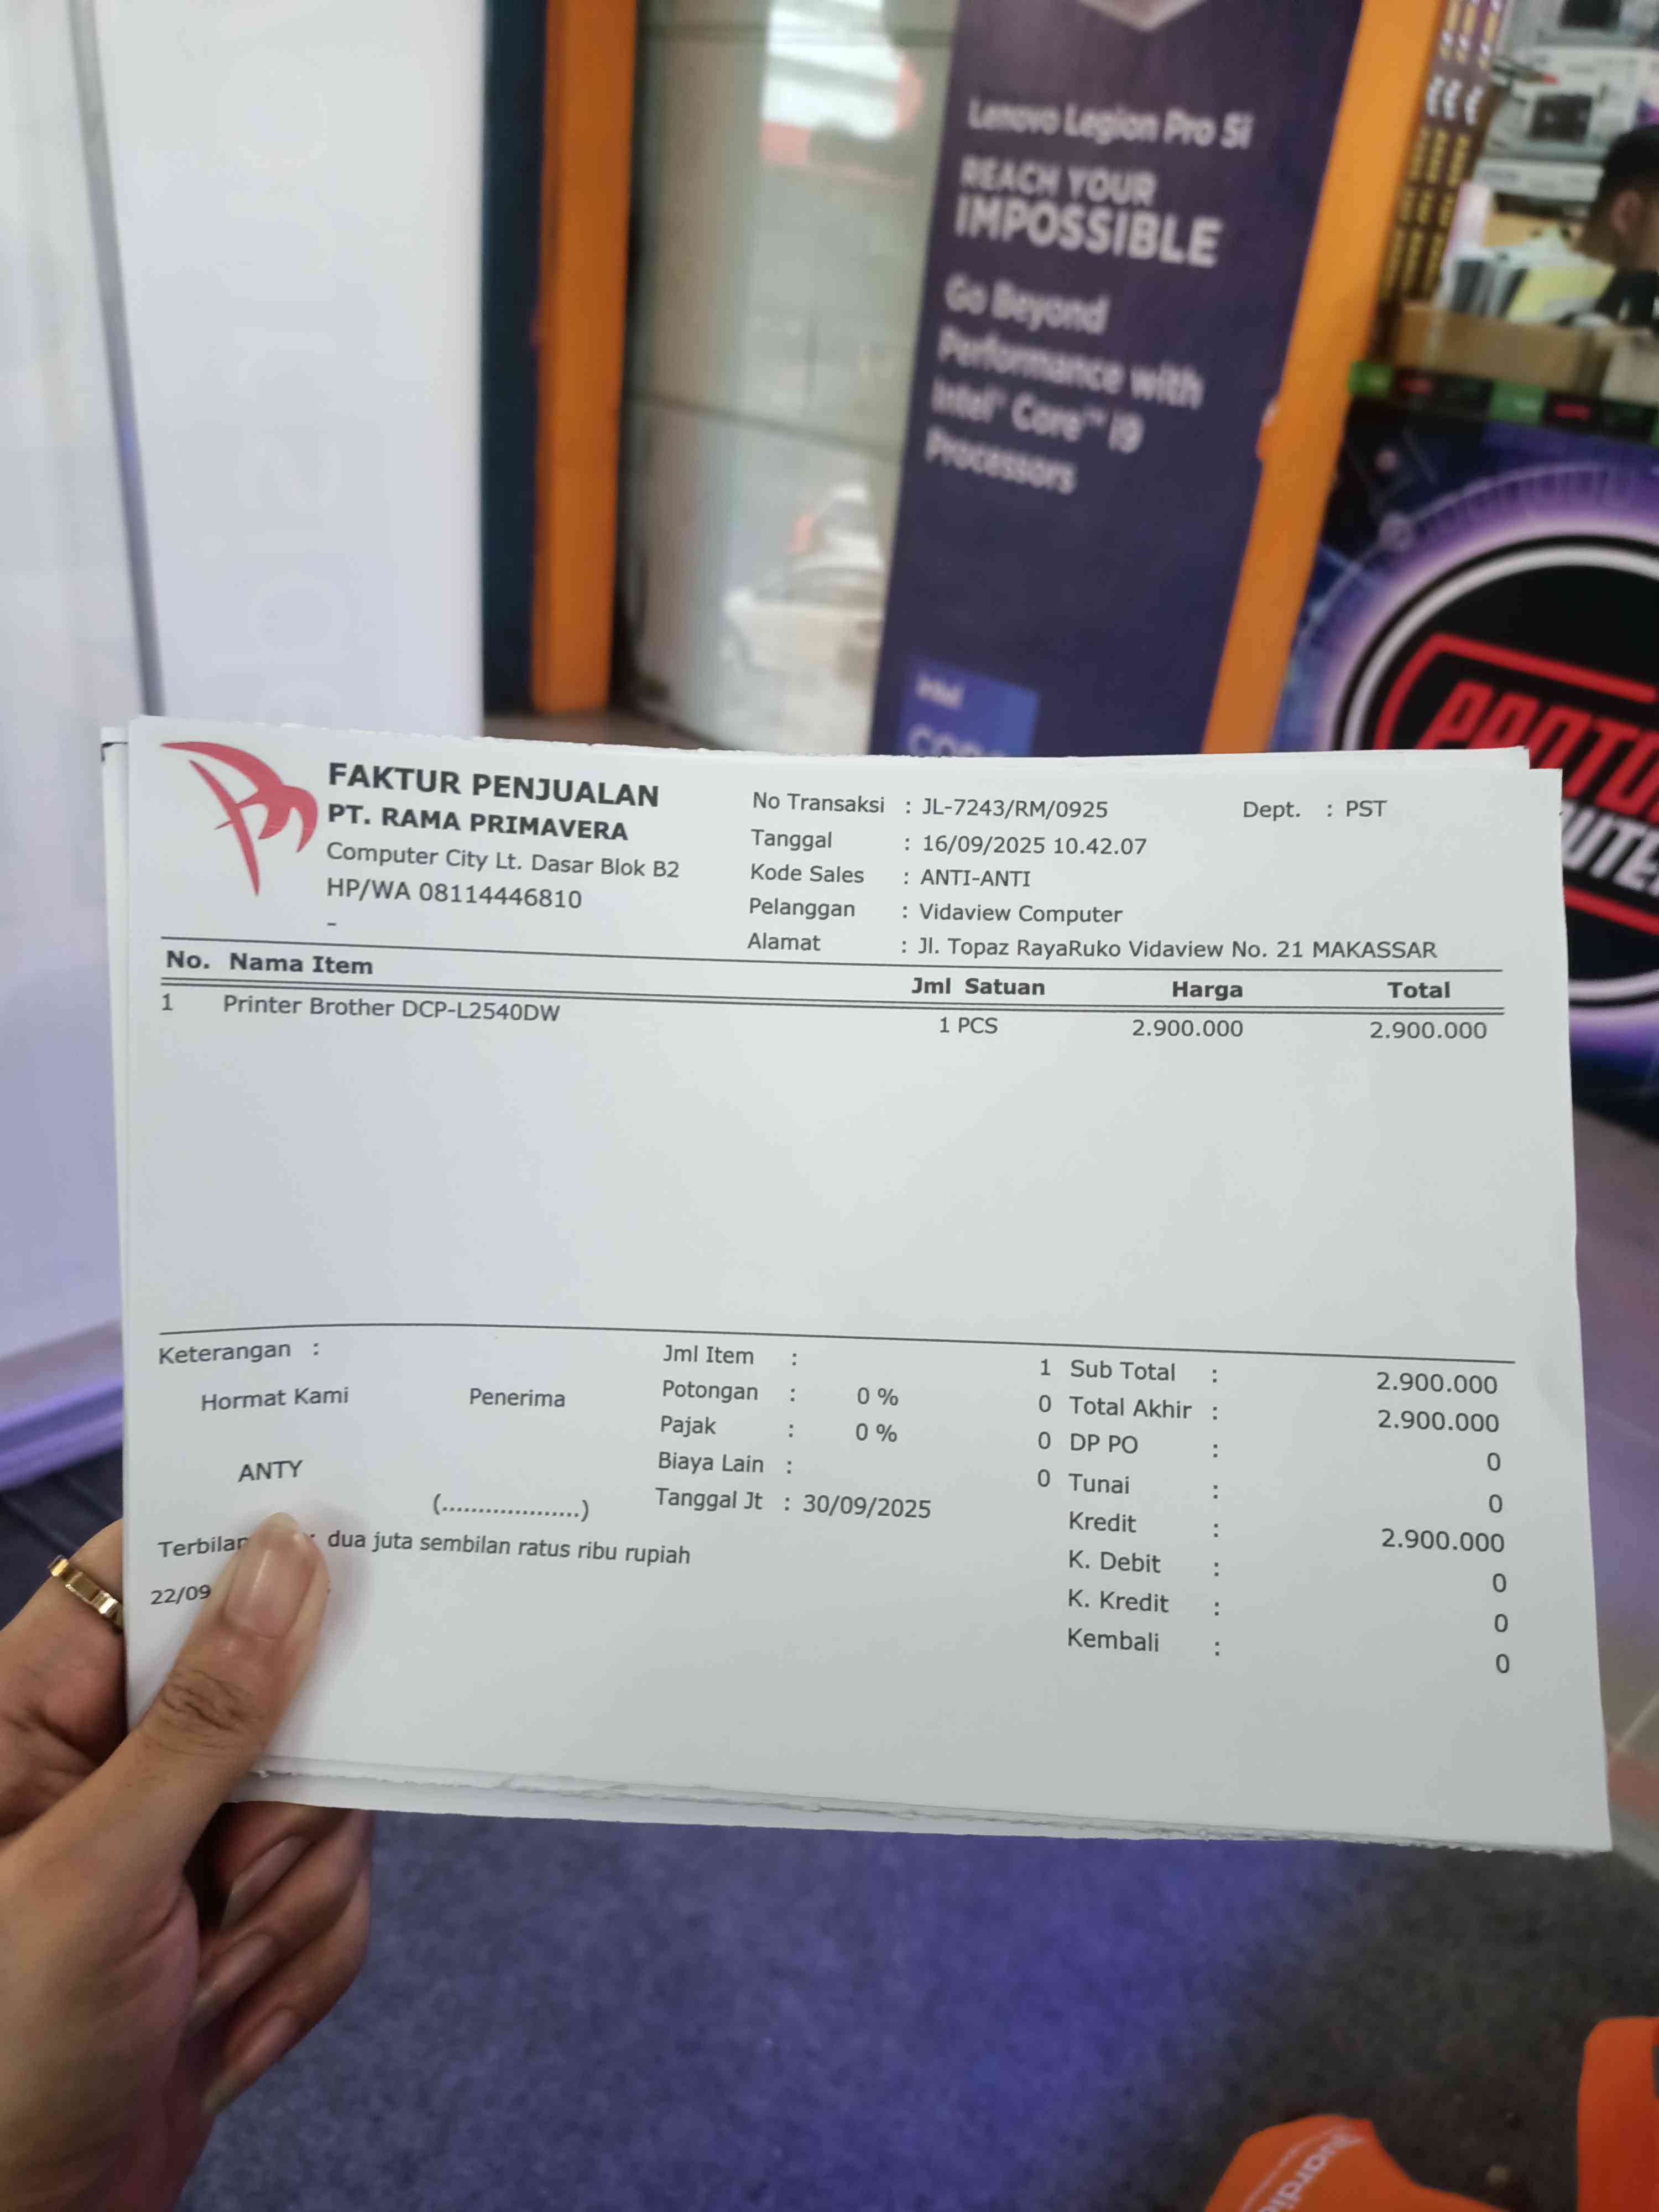 Lenovo Legion Pro 5i
REACH YOUR
IMPOSSIBLE
Go Beyond
Performance with
Intel® Core™ i9
Processors
intel
CORE
FAKTUR PENJUALAN
PT. RAMA PRIMAVERA
Computer City Lt. Dasar Blok B2
HP/WA 08114446810
-
No Transaksi : JL-7243/RM/0925
Dept. : PST
Tanggal : 16/09/2025 10.42.07
Kode Sales : ANTI-ANTI
Pelanggan : Vidaview Computer
Alamat : Jl. Topaz RayaRuko Vidaview No. 21 MAKASSAR
No. Nama Item Jml Satuan Harga Total
1 Printer Brother DCP-L2540DW 1 PCS 2.900.000 2.900.000
Keterangan :
Hormat Kami Penerima
ANTY
(...................)
Jml Item : 1
Potongan : 0 % 0
Pajak : 0 % 0
Biaya Lain : 0
Tanggal Jt : 30/09/2025
Sub Total : 2.900.000
Total Akhir : 2.900.000
DP PO : 0
Tunai : 0
Kredit : 2.900.000
K. Debit : 0
K. Kredit : 0
Kembali : 0
Terbilan : dua juta sembilan ratus ribu rupiah
22/09